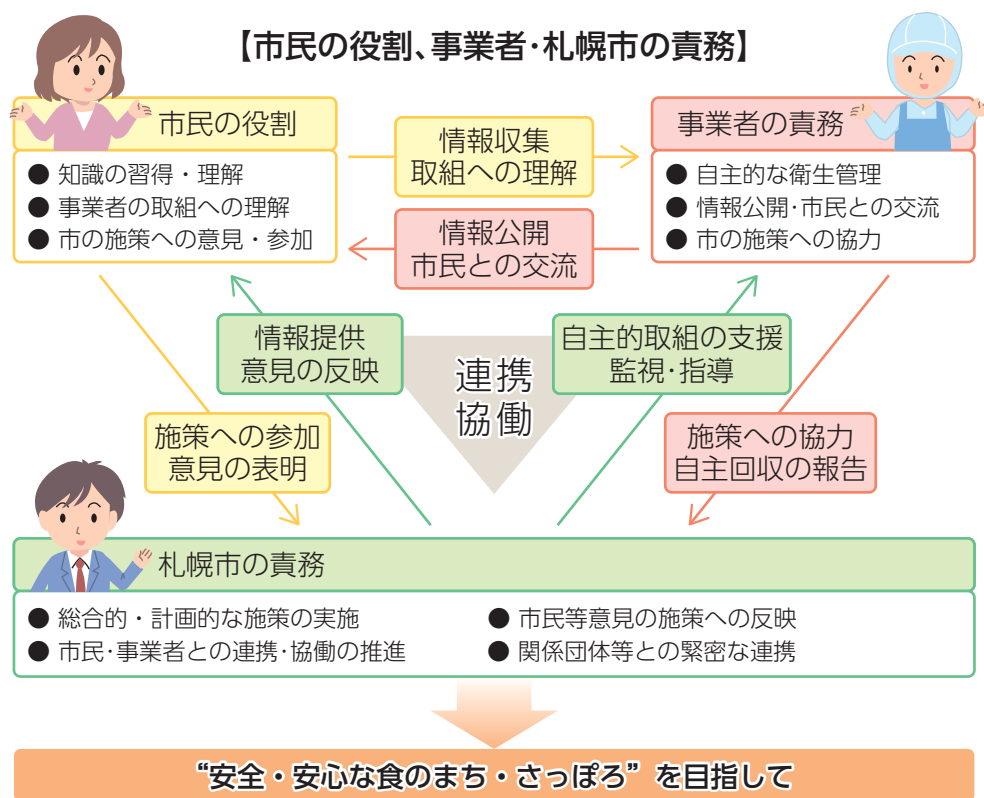 【市民の役割、事業者・札幌市の責務】
市民の役割
● 知識の習得・理解
● 事業者の取組への理解
● 市の施策への意見・参加
情報収集
取組への理解
情報公開
市民との交流
事業者の責務
● 自主的な衛生管理
● 情報公開・市民との交流
● 市の施策への協力
情報提供
意見の反映
連携
協働
自主的取組の支援
監視・指導
施策への参加
意見の表明
施策への協力
自主回収の報告
札幌市の責務
● 総合的・計画的な施策の実施
● 市民・事業者との連携・協働の推進
● 市民等意見の施策への反映
● 関係団体等との緊密な連携
“安全・安心な食のまち・さっぽろ”を目指して